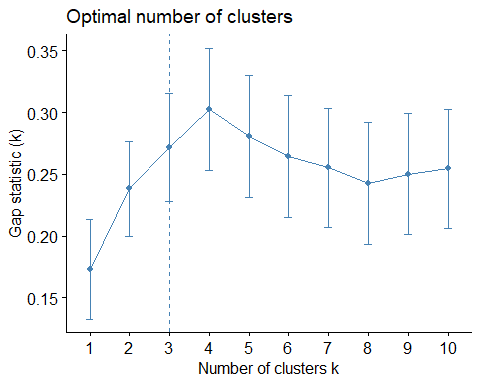 Optimal number of clusters
Gap statistic (k)
0.35
0.30
0.25
0.20
0.15
1 2 3 4 5 6 7 8 9 10
Number of clusters k